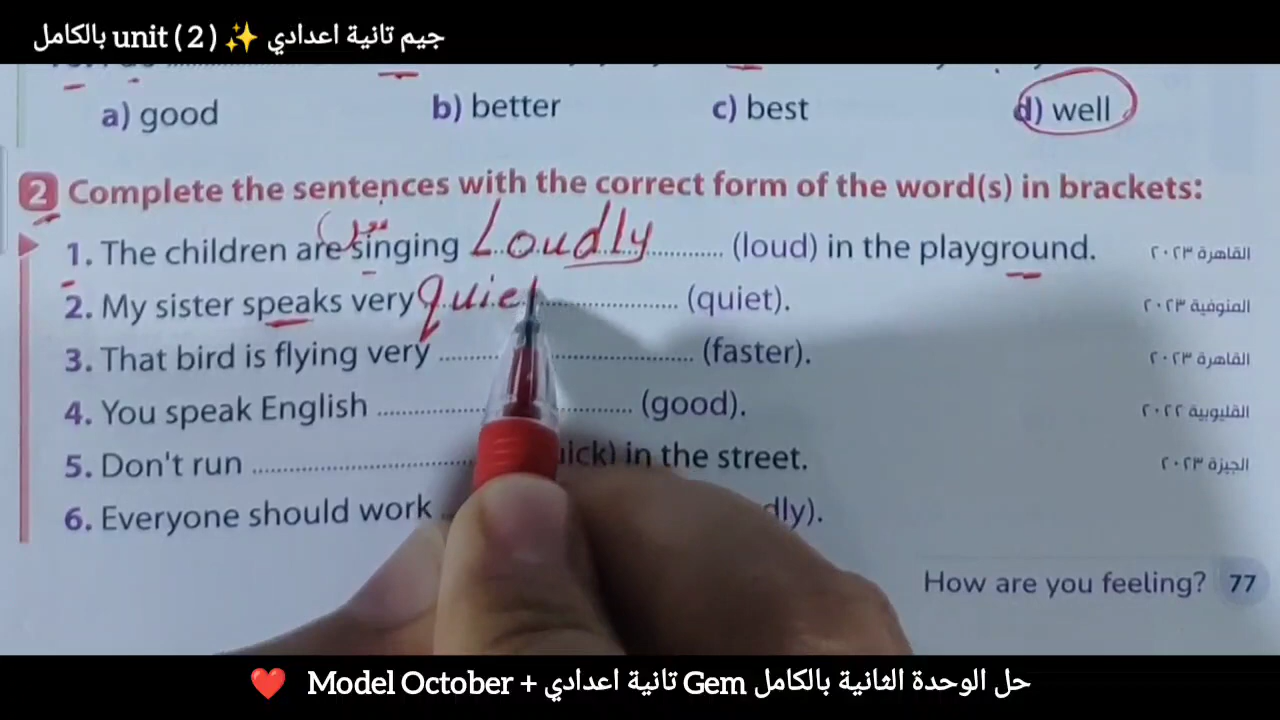 جيم تانية اعدادي ✨ unit ( 2 ) بالكامل
a) good b) better c) best d) well
2 Complete the sentences with the correct form of the word(s) in brackets:
1. The children are singing Loudly (loud) in the playground. القاهرة ٢٠٢٣
2. My sister speaks very quiet (quiet). المنوفية ٢٠٢٣
3. That bird is flying very (faster). القاهرة ٢٠٢٣
4. You speak English (good). القليوبية ٢٠٢٢
5. Don't run in the street. الجيزة ٢٠٢٣
6. Everyone should work
How are you feeling? 77
حل الوحدة الثانية بالكامل Gem تانية اعدادي + Model October ❤️